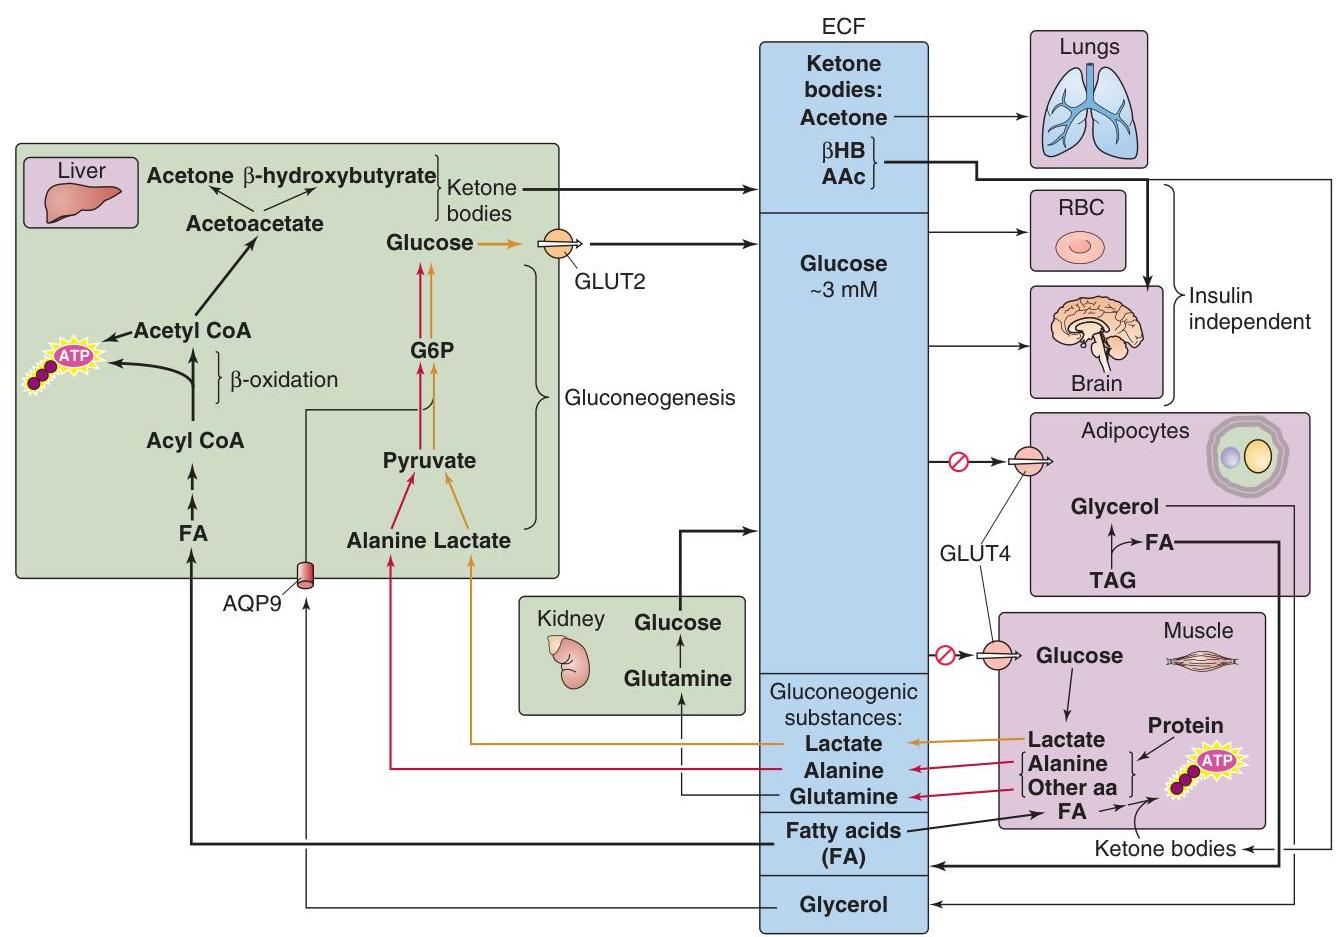 ECF
Ketone
bodies:
Acetone
βHB
AAc
Glucose
~3 mM
Gluconeogenic
substances:
Lactate
Alanine
Glutamine
Fatty acids
(FA)
Glycerol
Liver
Acetone β-hydroxybutyrate
Ketone
bodies
Acetoacetate
Glucose
GLUT2
Acetyl CoA
ATP
G6P
β-oxidation
Gluconeogenesis
Acyl CoA
Pyruvate
FA
Alanine Lactate
AQP9
Kidney
Glucose
Glutamine
Lungs
RBC
Insulin
independent
Brain
Adipocytes
Glycerol
FA
TAG
GLUT4
Muscle
Glucose
Protein
Lactate
Alanine
Other aa
ATP
FA
Ketone bodies